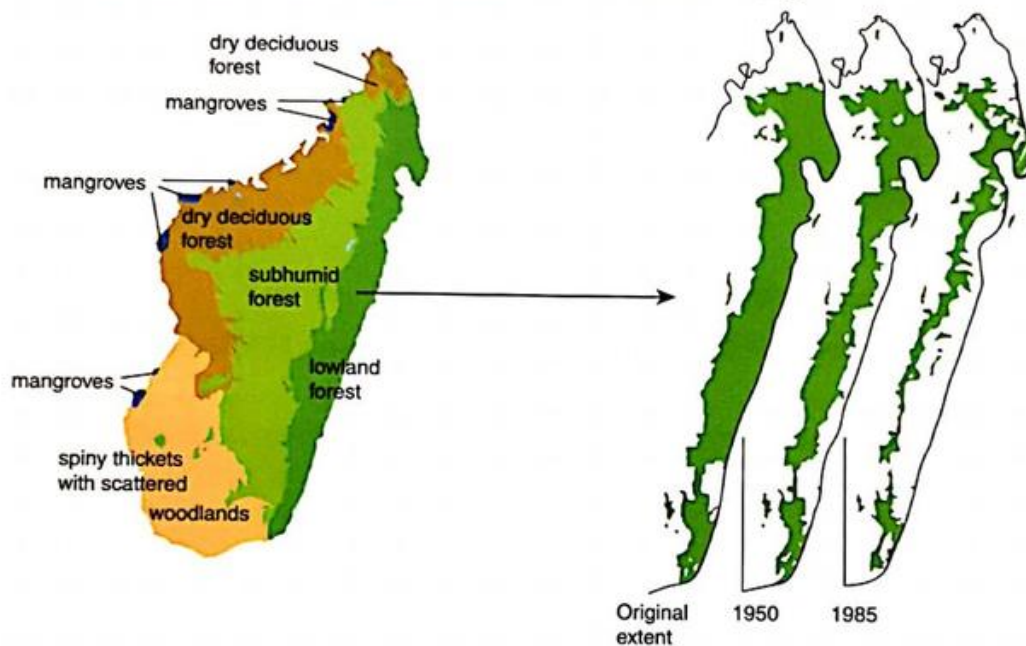 dry deciduous
forest
mangroves
mangroves
dry deciduous
forest
subhumid
forest
lowland
forest
mangroves
spiny thickets
with scattered
woodlands
Original
extent
1950
1985